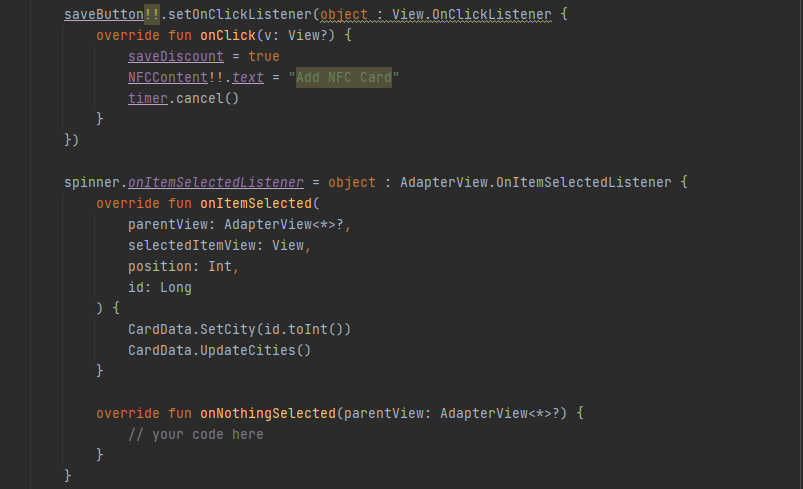 saveButton!!.setOnClickListener(object : View.OnClickListener {
override fun onClick(v: View?) {
saveDiscount = true
NFCContent!!.text = "Add NFC Card"
timer.cancel()
}
})
spinner.onItemSelectedListener = object : AdapterView.OnItemSelectedListener {
override fun onItemSelected(
parentView: AdapterView<*>?,
selectedItemView: View,
position: Int,
id: Long
) {
CardData.SetCity(id.toInt())
CardData.UpdateCities()
}
override fun onNothingSelected(parentView: AdapterView<*>?) {
// your code here
}
}